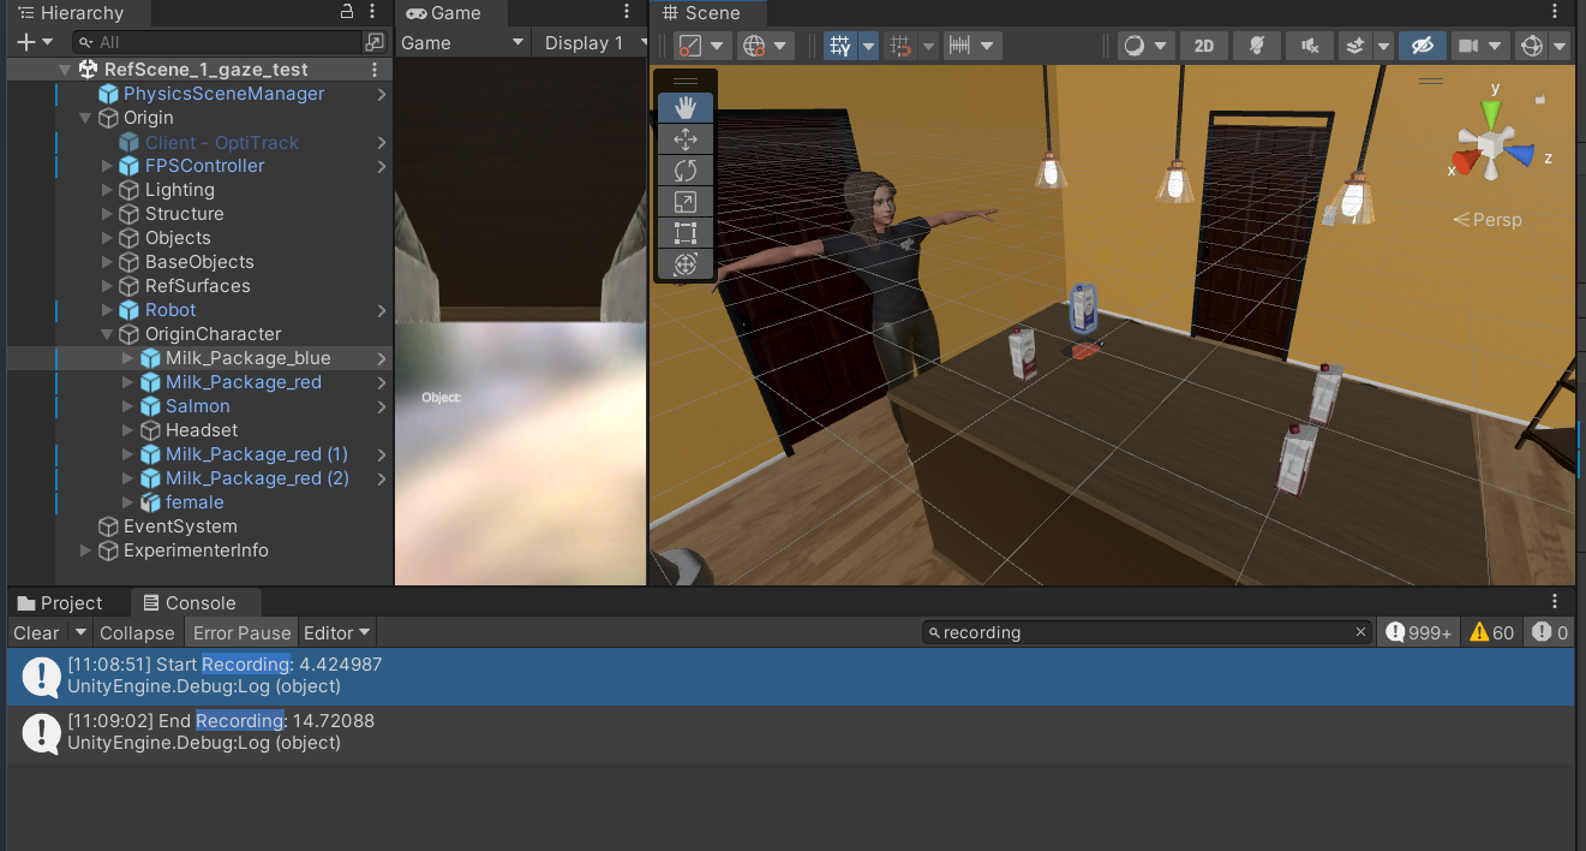 Hierarchy
All
RefScene_1_gaze_test
PhysicsSceneManager
Origin
Client - OptiTrack
FPSController
Lighting
Structure
Objects
BaseObjects
RefSurfaces
Robot
OriginCharacter
Milk_Package_blue
Milk_Package_red
Salmon
Headset
Milk_Package_red (1)
Milk_Package_red (2)
female
EventSystem
ExperimenterInfo
Game
Game Display 1
Object:
Scene
2D
y
x
z
Persp
Project Console
Clear Collapse Error Pause Editor recording 999+ 60 0
[11:08:51] Start Recording: 4.424987
UnityEngine.Debug:Log (object)
[11:09:02] End Recording: 14.72088
UnityEngine.Debug:Log (object)